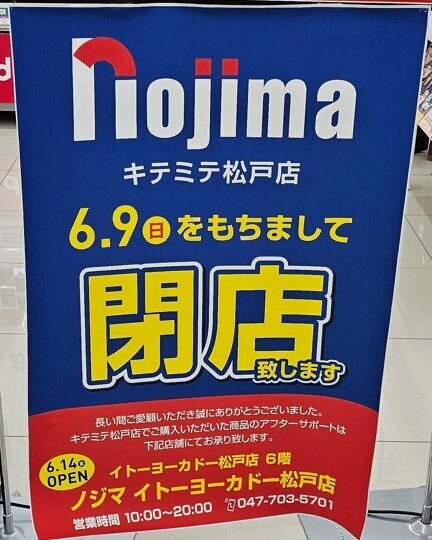 nojima
キテミテ松戸店
6.9㊐をもちまして
閉店
致します
長い間ご愛顧いただき誠にありがとうございました。
キテミテ松戸店でご購入いただいた商品のアフターサポートは
下記店舗にてお承り致します。
6.14
OPEN
イトーヨーカドー松戸店 6階
ノジマ イトーヨーカドー松戸店
営業時間 10:00〜20:00 047-703-5701